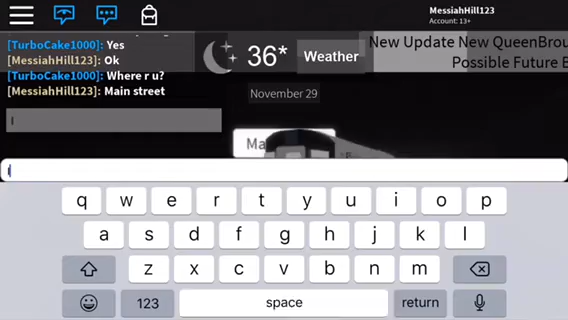 MessiahHill123
Account: 13+
[TurboCake1000]: Yes
[MessiahHill123]: Ok
[TurboCake1000]: Where r u?
[MessiahHill123]: Main street
36*
Weather
New Update New QueenBrou
Possible Future E
November 29
Ma
q w e r t y u i o p
a s d f g h j k l
z x c v b n m
123
space
return